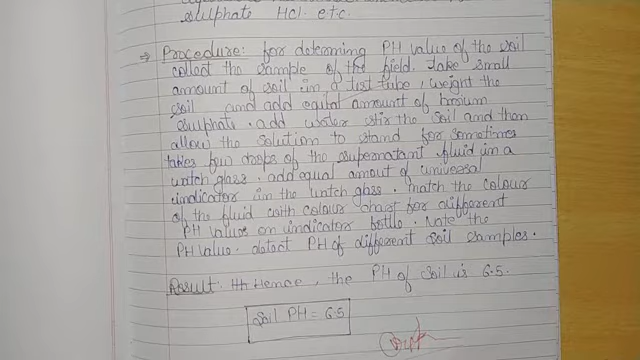 sulphate HCl e.t.c.
⇒ Procedure: for determing PH value of the soil
collect the sample of the field. Take small
amount of soil in a test tube, weight the
soil and add equal amount of barium
sulphate. add water stir the soil and then
allow the solution to stand for sometimes
takes few drops of the supernatant fluid in a
watch glass. add equal amount of universal
indicator in the watch glass. Match the colour
of the fluid with colour chart for different
PH value on indicator bottle. Note the
PH value. detect PH of different soil samples.
Result: Hence, the PH of soil is 6.5.
Soil PH = 6.5